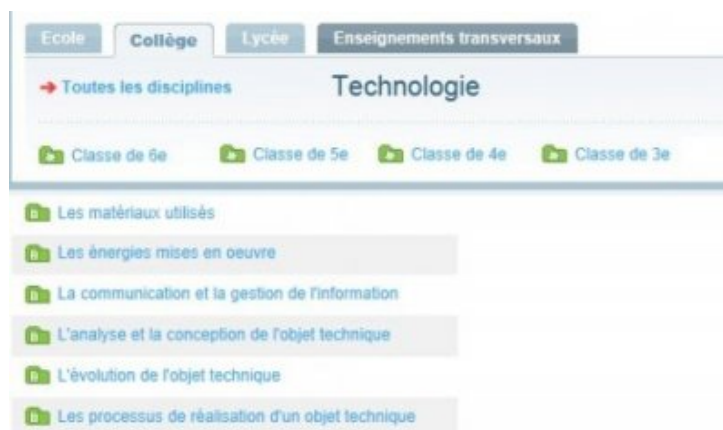 Ecole Collège Lycée Enseignements transversaux
Toutes les disciplines Technologie
Classe de 6e Classe de 5e Classe de 4e Classe de 3e
Les matériaux utilisés
Les énergies mises en oeuvre
La communication et la gestion de l'information
L'analyse et la conception de l'objet technique
L'évolution de l'objet technique
Les processus de réalisation d'un objet technique